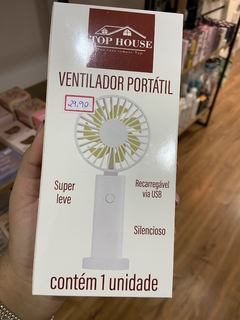 TOP HOUSE
VENTILADOR PORTÁTIL
29,90
Super
leve
Recarregável
via USB
Silencioso
contém 1 unidade